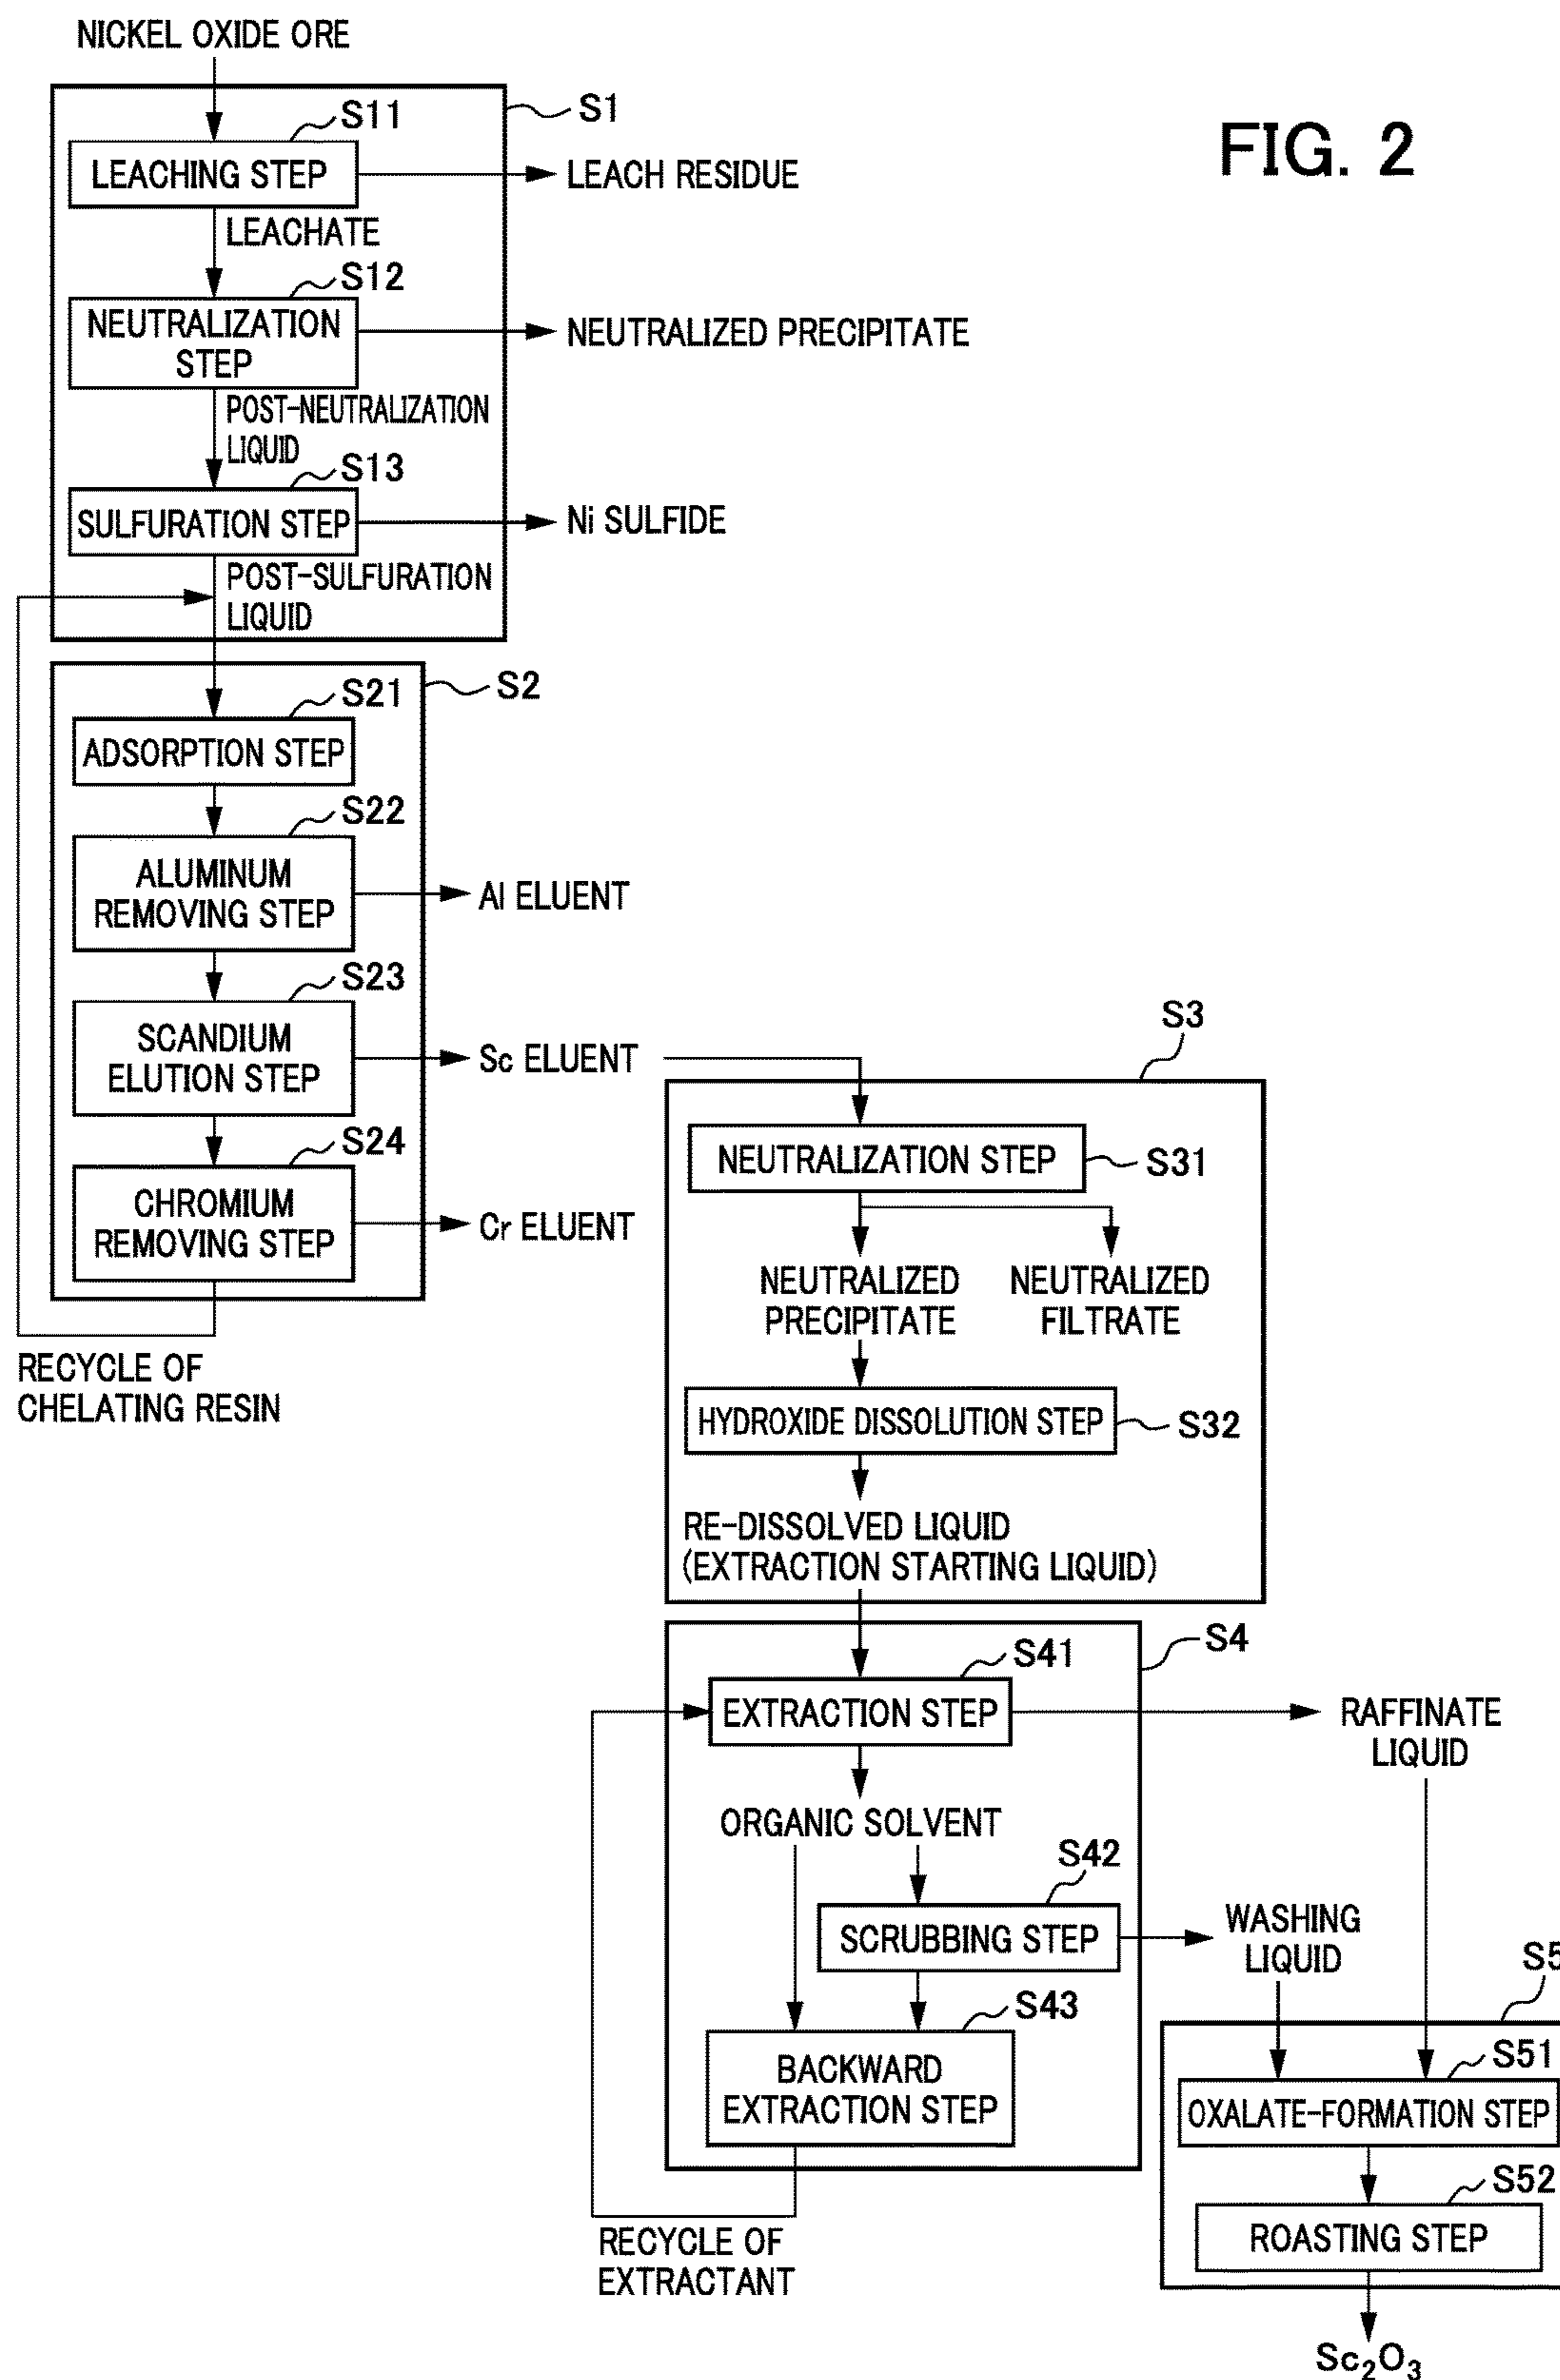 NICKEL OXIDE ORE
FIG. 2
S1
S11
LEACHING STEP
LEACH RESIDUE
LEACHATE
S12
NEUTRALIZATION
STEP
NEUTRALIZED PRECIPITATE
POST-NEUTRALIZATION
LIQUID
S13
SULFURATION STEP
Ni SULFIDE
POST-SULFURATION
LIQUID
S2
S21
ADSORPTION STEP
S22
ALUMINUM
REMOVING STEP
Al ELUENT
S23
SCANDIUM
ELUTION STEP
Sc ELUENT
S24
CHROMIUM
REMOVING STEP
Cr ELUENT
RECYCLE OF
CHELATING RESIN
S3
NEUTRALIZATION STEP
S31
NEUTRALIZED
PRECIPITATE
NEUTRALIZED
FILTRATE
HYDROXIDE DISSOLUTION STEP
S32
RE-DISSOLVED LIQUID
(EXTRACTION STARTING LIQUID)
S4
S41
EXTRACTION STEP
RAFFINATE
LIQUID
ORGANIC SOLVENT
S42
SCRUBBING STEP
WASHING
LIQUID
S43
BACKWARD
EXTRACTION STEP
RECYCLE OF
EXTRACTANT
S5
S51
OXALATE-FORMATION STEP
S52
ROASTING STEP
Sc2O3